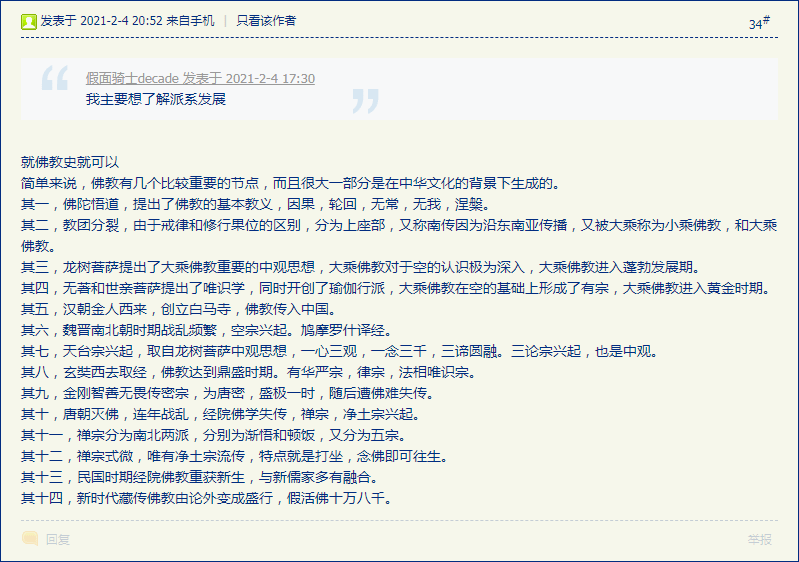 发表于 2021-2-4 20:52 来自手机 | 只看该作者
34#
假面骑士decade 发表于 2021-2-4 17:30
我主要想了解派系发展
就佛教史就可以
简单来说，佛教有几个比较重要的节点，而且很大一部分是在中华文化的背景下生成的。
其一，佛陀悟道，提出了佛教的基本教义，因果，轮回，无常，无我，涅槃。
其二，教团分裂，由于戒律和修行果位的区别，分为上座部，又称南传因为沿东南亚传播，又被大乘称为小乘佛教，和大乘
佛教。
其三，龙树菩萨提出了大乘佛教重要的中观思想，大乘佛教对于空的认识极为深入，大乘佛教进入蓬勃发展期。
其四，无著和世亲菩萨提出了唯识学，同时开创了瑜伽行派，大乘佛教在空的基础上形成了有宗，大乘佛教进入黄金时期。
其五，汉朝金人西来，创立白马寺，佛教传入中国。
其六，魏晋南北朝时期战乱频繁，空宗兴起。鸠摩罗什译经。
其七，天台宗兴起，取自龙树菩萨中观思想，一心三观，一念三千，三谛圆融。三论宗兴起，也是中观。
其八，玄奘西去取经，佛教达到鼎盛时期。有华严宗，律宗，法相唯识宗。
其九，金刚智善无畏传密宗，为唐密，盛极一时，随后遭佛难失传。
其十，唐朝灭佛，连年战乱，经院佛学失传，禅宗，净土宗兴起。
其十一，禅宗分为南北两派，分别为渐悟和顿饭，又分为五宗。
其十二，禅宗式微，唯有净土宗流传，特点就是打坐，念佛即可往生。
其十三，民国时期经院佛教重获新生，与新儒家多有融合。
其十四，新时代藏传佛教由论外变成盛行，假活佛十万八千。
回复
举报